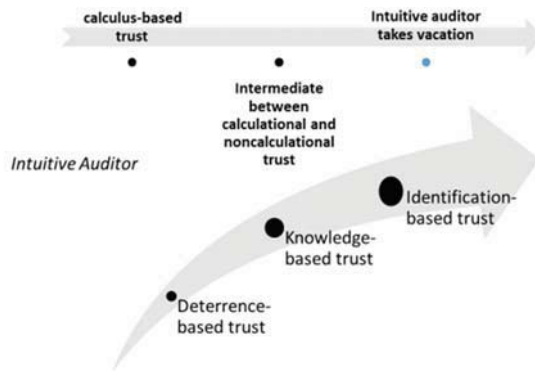 calculus-based
trust
Intuitive auditor
takes vacation
Intermediate
between
calculational and
noncalculational
trust
Intuitive Auditor
Identification-
based trust
Knowledge-
based trust
Deterrence-
based trust